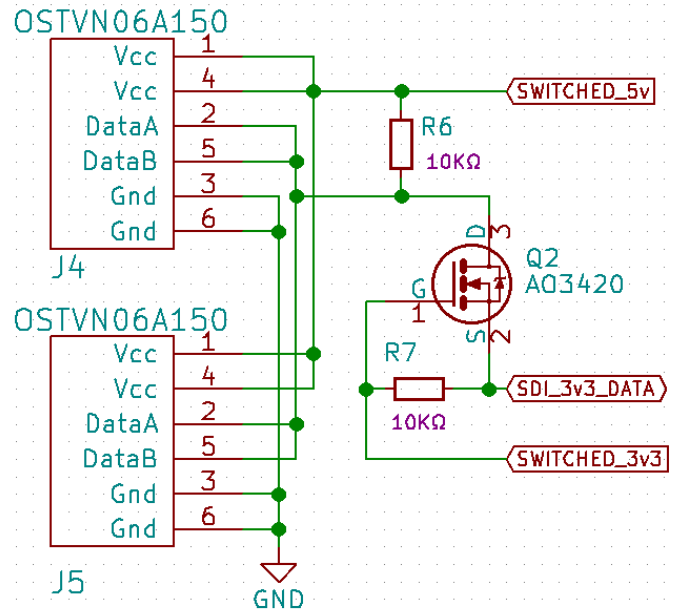 OSTVN06A150
Vcc 1
Vcc 4
DataA 2
DataB 5
Gnd 3
Gnd 6
J4
SWITCHED_5v
R6
10KΩ
D 3
Q2
AO3420
G
1
S 2
OSTVN06A150
Vcc 1
Vcc 4
DataA 2
DataB 5
Gnd 3
Gnd 6
J5
R7
10KΩ
SDI_3v3_DATA
SWITCHED_3v3
GND